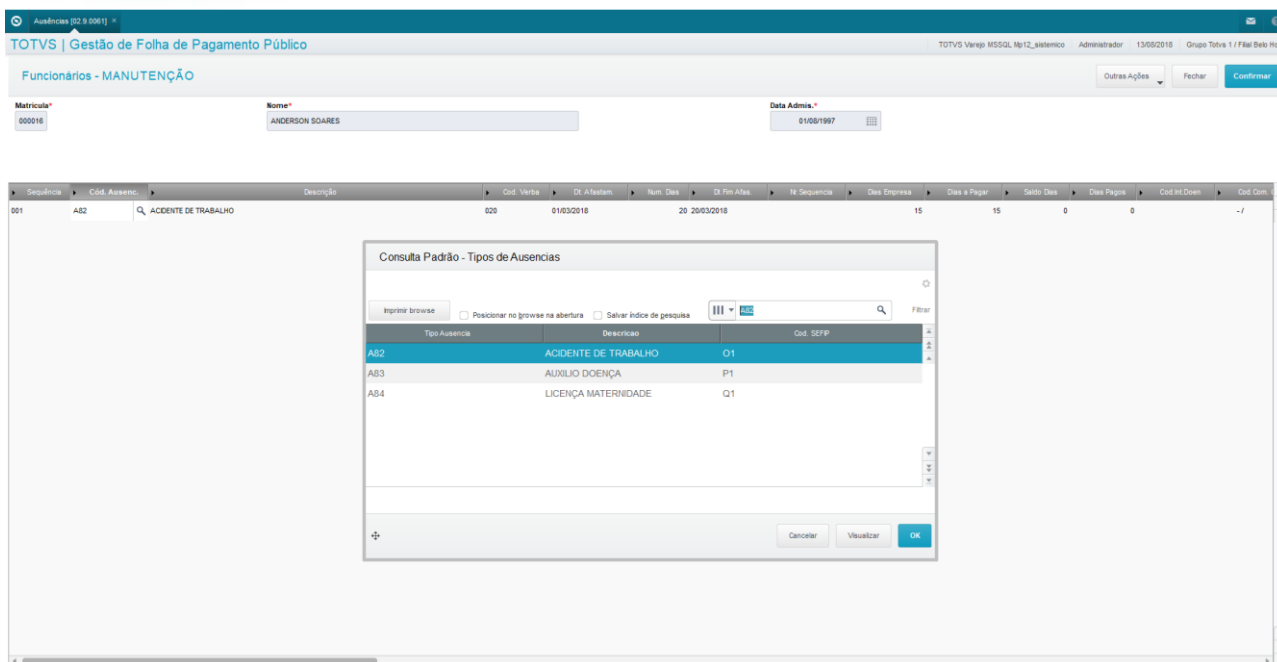 Ausências [02.9.0061] ×
TOTVS | Gestão de Folha de Pagamento Público
TOTVS Varejo MSSQL Mp12_sistemico Administrador 13/08/2018 Grupo Totvs 1 / Filial Belo Ho
Funcionários - MANUTENÇÃO
Outras Ações Fechar Confirmar
Matricula* Nome* Data Admis.*
000016 ANDERSON SOARES 01/08/1997
Sequência Cód. Ausenc. Descrição Cod. Verba Dt. Afastam. Num. Dias Dt.Fim Afas. Nr.Sequencia Dias Empresa Dias a Pagar Saldo Dias Dias Pagos Cod.Int.Doen Cod.Com.
001 A82 ACIDENTE DE TRABALHO 020 01/03/2018 20 20/03/2018 15 15 0 0 - /
Consulta Padrão - Tipos de Ausencias
Imprimir browse Posicionar no browse na abertura Salvar índice de pesquisa A82 Filtrar
Tipo Ausencia Descricao Cod. SEFIP
A82 ACIDENTE DE TRABALHO O1
A83 AUXILIO DOENÇA P1
A84 LICENÇA MATERNIDADE Q1
Cancelar Visualizar OK